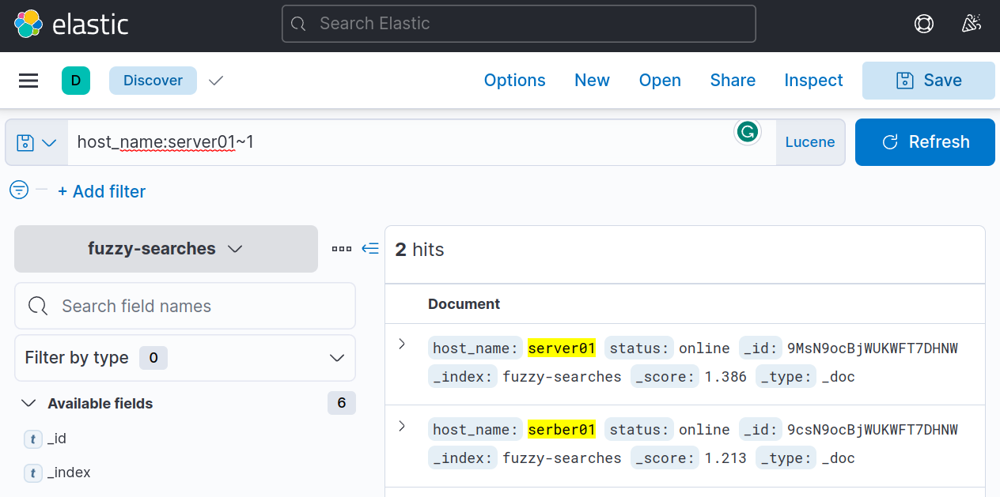 elastic Search Elastic
D Discover Options New Open Share Inspect Save
host_name:server01~1 Lucene Refresh
+ Add filter
fuzzy-searches
Search field names
Filter by type 0
Available fields 6
t _id
t _index
2 hits
Document
host_name: server01 status: online _id: 9MsN9ocBjWUKWFT7DHNW
_index: fuzzy-searches _score: 1.386 _type: _doc
host_name: serber01 status: online _id: 9csN9ocBjWUKWFT7DHNW
_index: fuzzy-searches _score: 1.213 _type: _doc